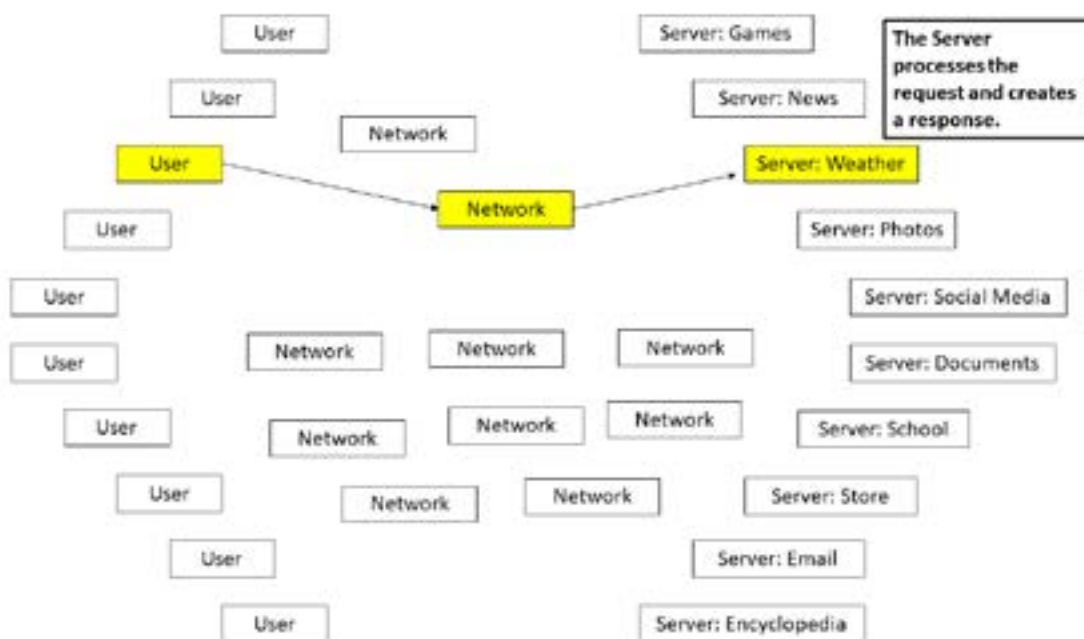 User
Server: Games
The Server
processes the
request and creates
a response.
User
Server: News
Network
User
Server: Weather
Network
User
Server: Photos
User
Server: Social Media
Network
Network
Network
User
Server: Documents
Network
Network
Network
User
Server: School
Network
Network
User
Server: Store
User
Server: Email
User
Server: Encyclopedia